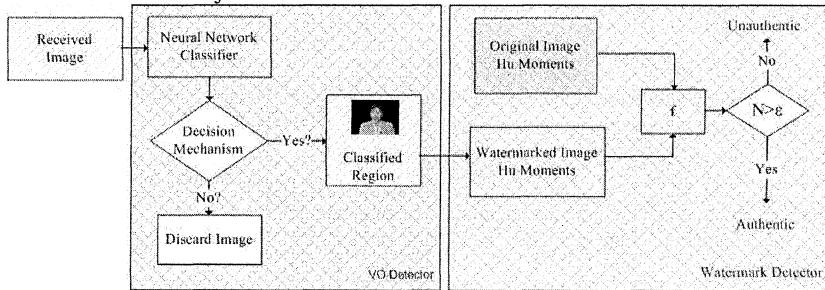 Received
Image
Neural Network
Classifier
Decision
Mechanism
Yes?
No?
Discard Image
Classified
Region
VO Detector
Original Image
Hu Moments
Watermarked Image
Hu Moments
f
N>ε
No
Unauthentic
Yes
Authentic
Watermark Detector